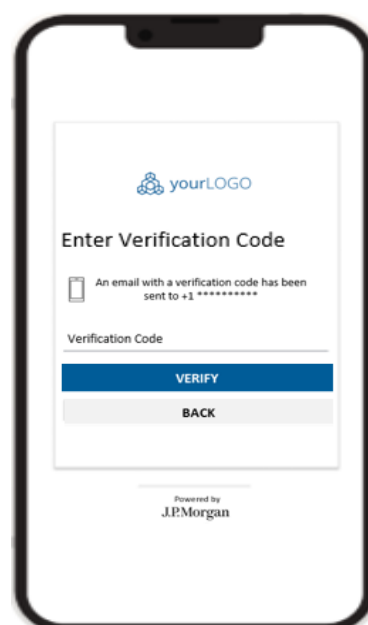 yourLOGO
Enter Verification Code
An email with a verification code has been
sent to +1 **********
Verification Code
VERIFY
BACK
Powered by
J.P.Morgan